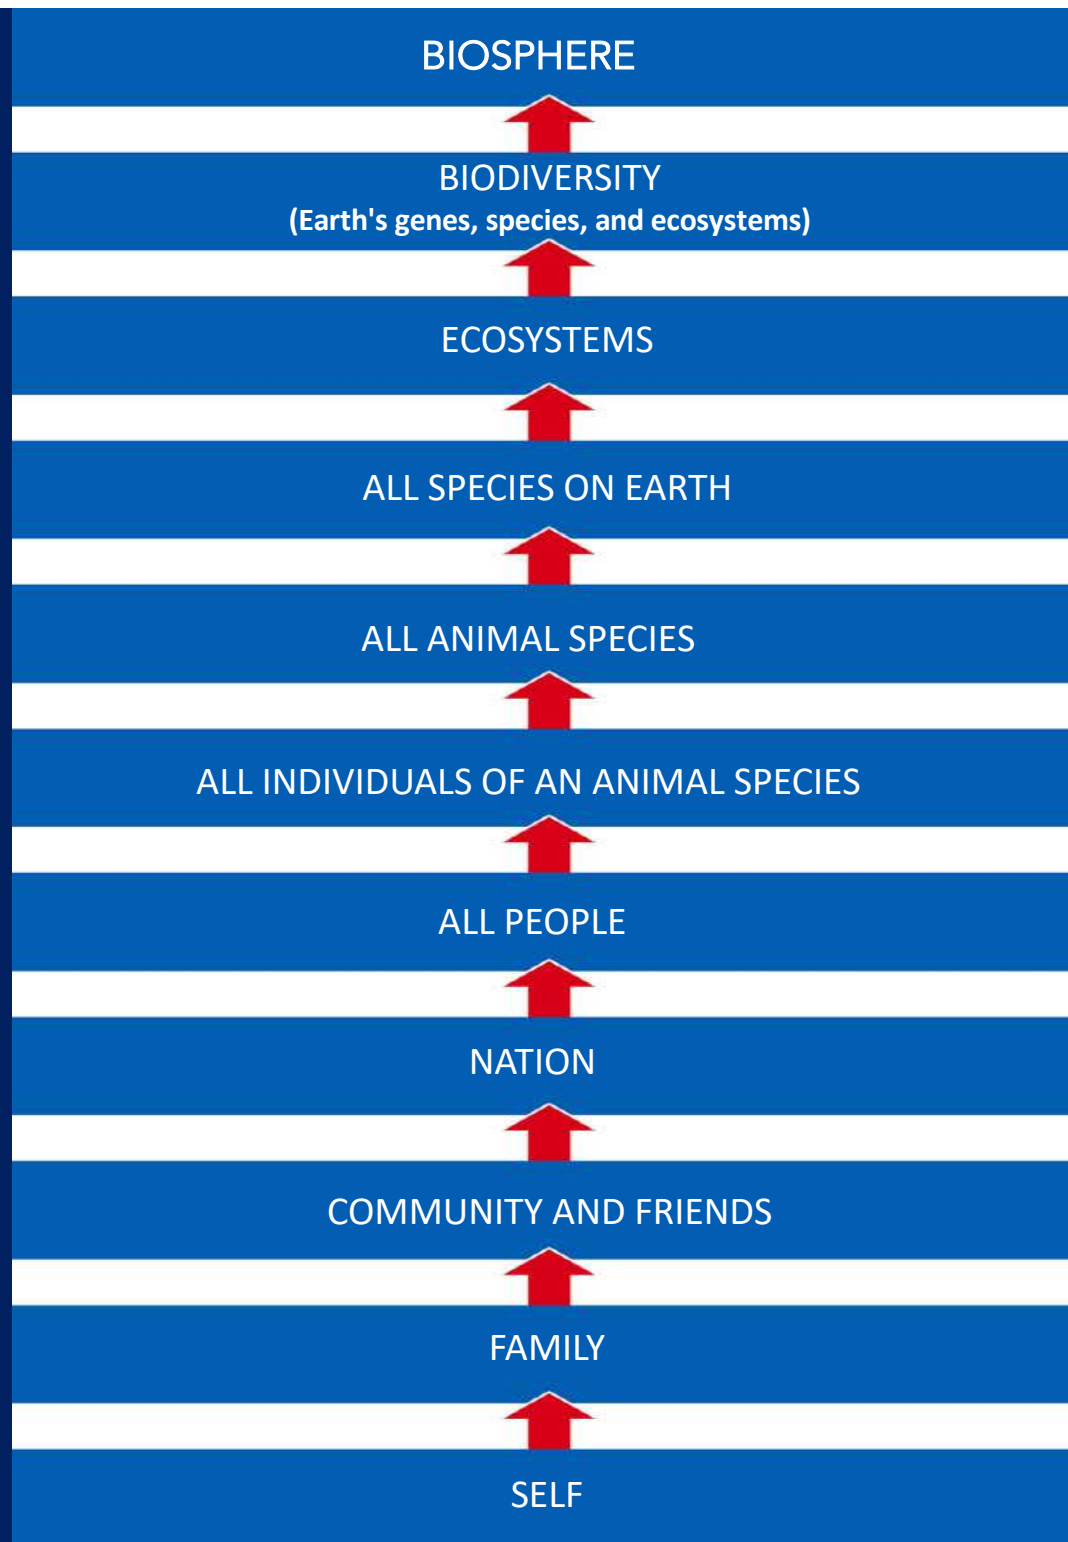 BIOSPHERE
BIODIVERSITY
(Earth's genes, species, and ecosystems)
ECOSYSTEMS
ALL SPECIES ON EARTH
ALL ANIMAL SPECIES
ALL INDIVIDUALS OF AN ANIMAL SPECIES
ALL PEOPLE
NATION
COMMUNITY AND FRIENDS
FAMILY
SELF